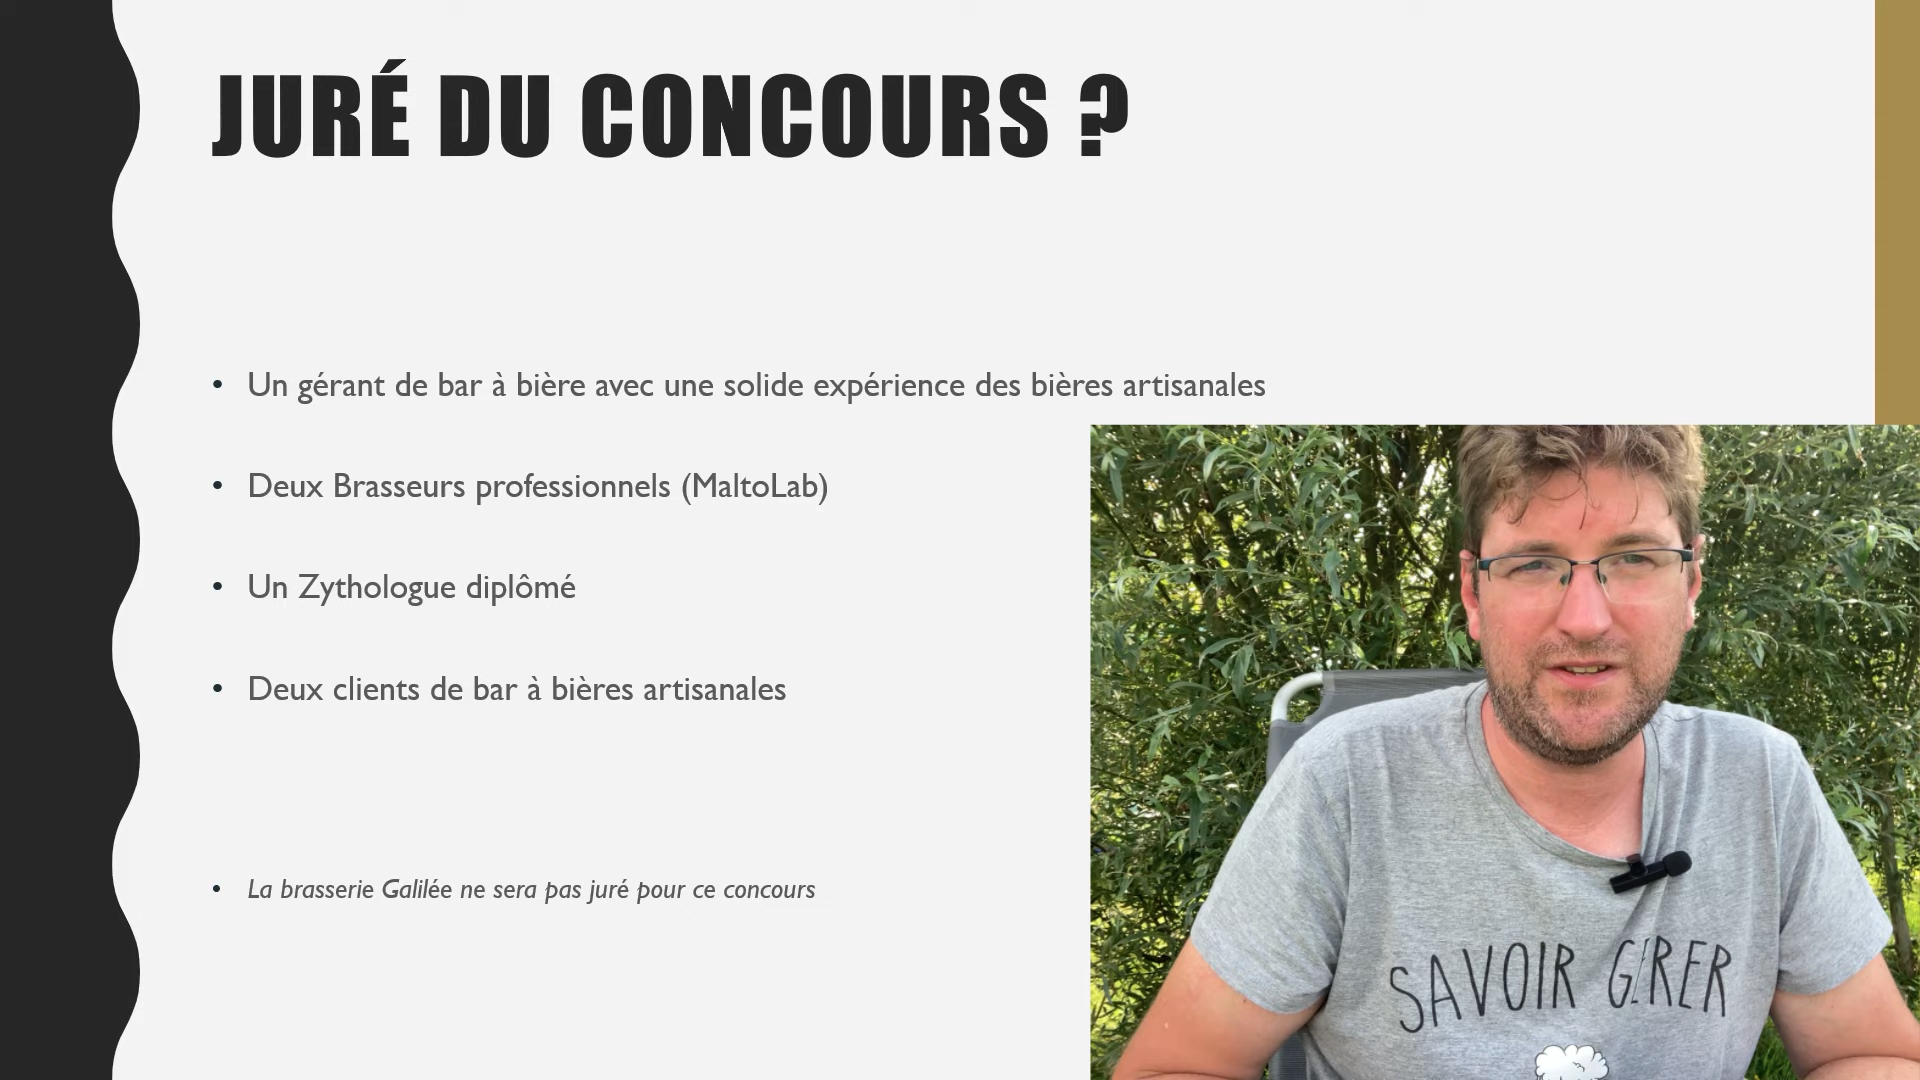 JURÉ DU CONCOURS ?
• Un gérant de bar à bière avec une solide expérience des bières artisanales
• Deux Brasseurs professionnels (MaltoLab)
• Un Zythologue diplômé
• Deux clients de bar à bières artisanales
• La brasserie Galilée ne sera pas juré pour ce concours
SAVOIR GÉRER